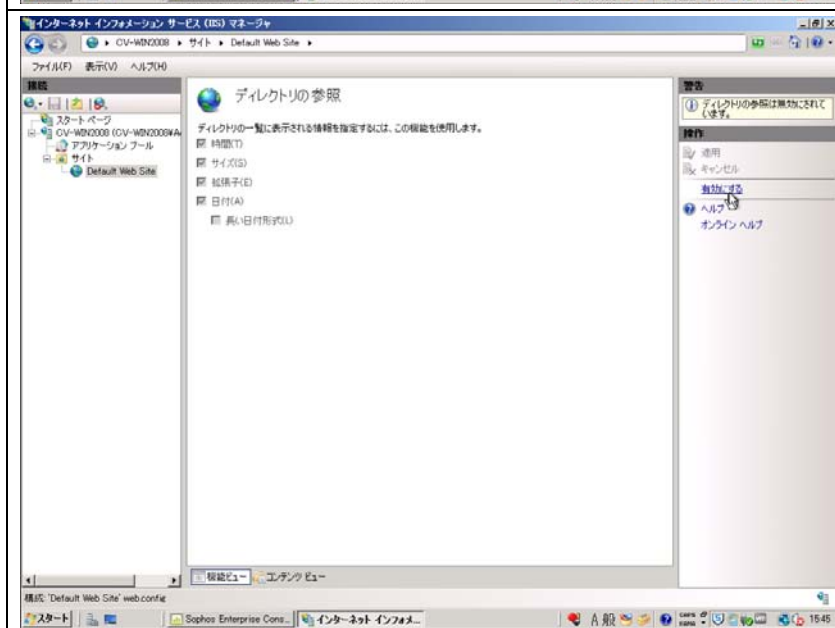 インターネット インフォメーション サービス (IIS) マネージャ
CV-WIN2008 ▸ サイト ▸ Default Web Site ▸
ファイル(F) 表示(V) ヘルプ(H)
接続
スタート ページ
CV-WIN2008 (CV-WIN2008¥A
アプリケーション プール
サイト
Default Web Site
ディレクトリの参照
ディレクトリの一覧に表示される情報を指定するには、この機能を使用します。
時間(T)
サイズ(S)
拡張子(E)
日付(A)
長い日付形式(L)
機能ビュー コンテンツ ビュー
警告
ディレクトリの参照は無効にされて
います。
操作
適用
キャンセル
有効にする
ヘルプ
オンライン ヘルプ
構成: 'Default Web Site' web.config
スタート
Sophos Enterprise Cons...
インターネット インフォメ...
A 般
CAPS
KANA
15:45